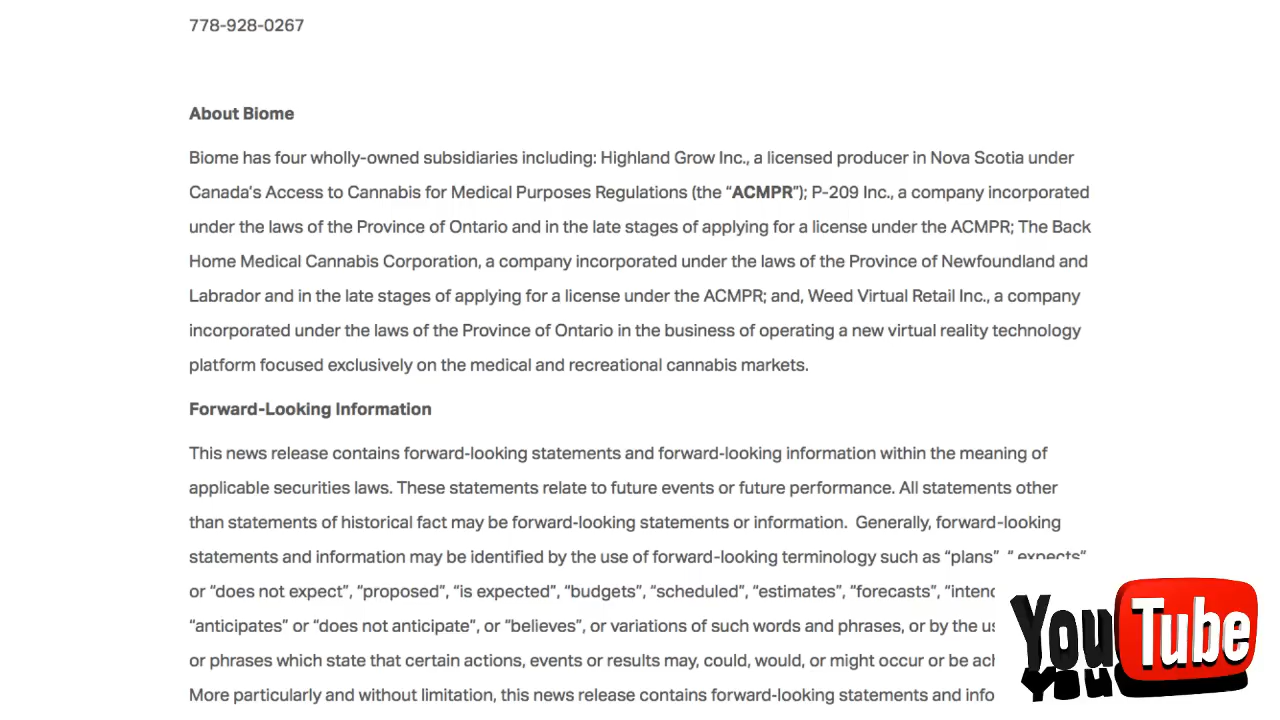 778-928-0267
About Biome
Biome has four wholly-owned subsidiaries including: Highland Grow Inc., a licensed producer in Nova Scotia under
Canada's Access to Cannabis for Medical Purposes Regulations (the “ACMPR”); P-209 Inc., a company incorporated
under the laws of the Province of Ontario and in the late stages of applying for a license under the ACMPR; The Back
Home Medical Cannabis Corporation, a company incorporated under the laws of the Province of Newfoundland and
Labrador and in the late stages of applying for a license under the ACMPR; and, Weed Virtual Retail Inc., a company
incorporated under the laws of the Province of Ontario in the business of operating a new virtual reality technology
platform focused exclusively on the medical and recreational cannabis markets.
Forward-Looking Information
This news release contains forward-looking statements and forward-looking information within the meaning of
applicable securities laws. These statements relate to future events or future performance. All statements other
than statements of historical fact may be forward-looking statements or information.  Generally, forward-looking
statements and information may be identified by the use of forward-looking terminology such as “plans”, “ expects“
or “does not expect”, “proposed”, “is expected”, “budgets”, “scheduled”, “estimates”, “forecasts”,
“anticipates” or “does not anticipate”, or “believes”, or variations of such words and phrases, or by the
or phrases which state that certain actions, events or results may, could, would, or might occur or be
More particularly and without limitation, this news release contains forward-looking statements and
YouTube